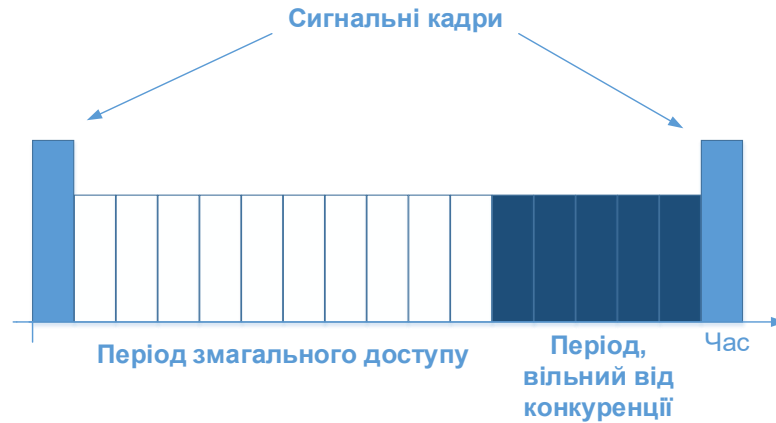 Сигнальні кадри
Період змагального доступу
Період,
вільний від
конкуренції
Час